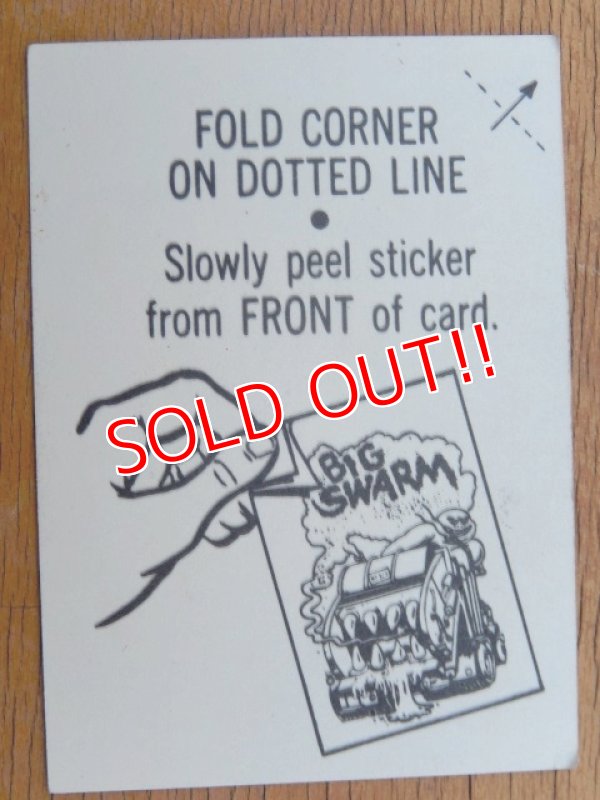 FOLD CORNER
ON DOTTED LINE
Slowly peel sticker
from FRONT of card.
SOLD OUT!!
BIG
SWARM